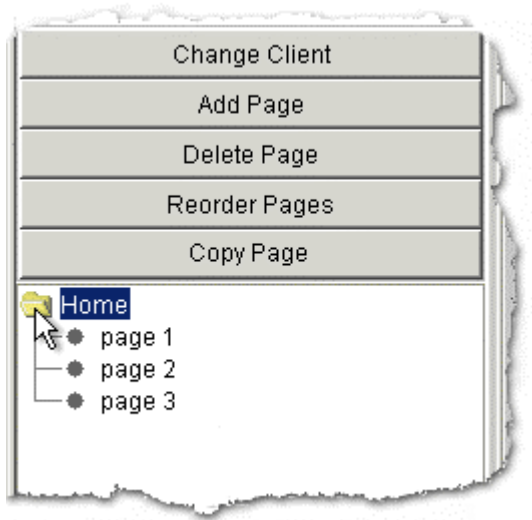 Change Client
Add Page
Delete Page
Reorder Pages
Copy Page
Home
page 1
page 2
page 3